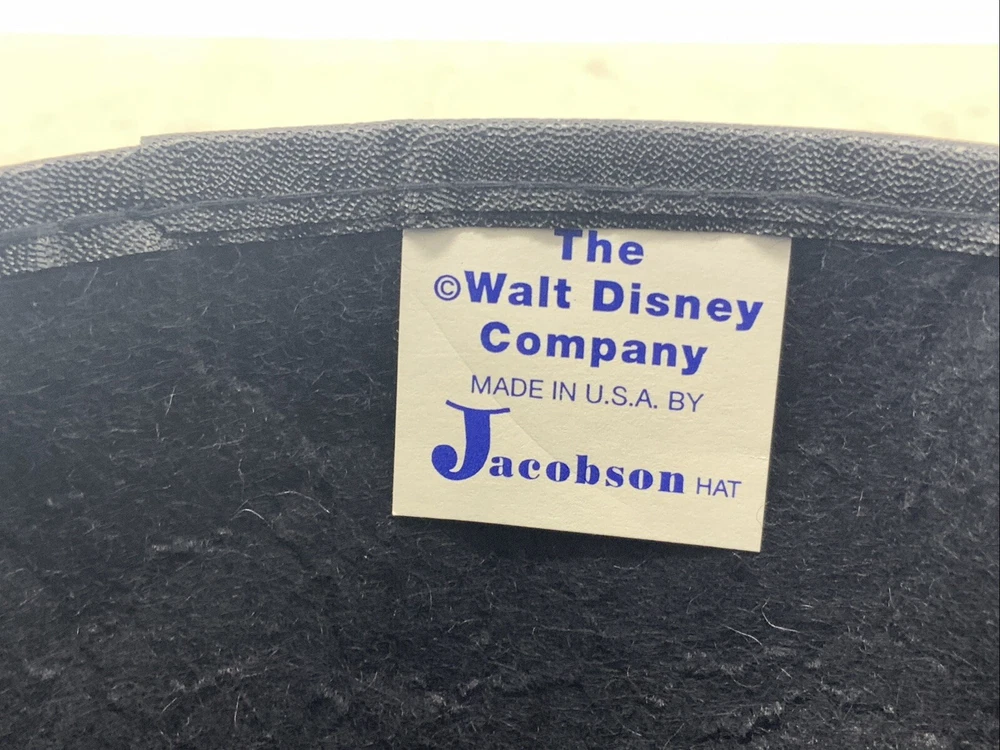 The
©Walt Disney
Company
MADE IN U.S.A. BY
Jacobson HAT